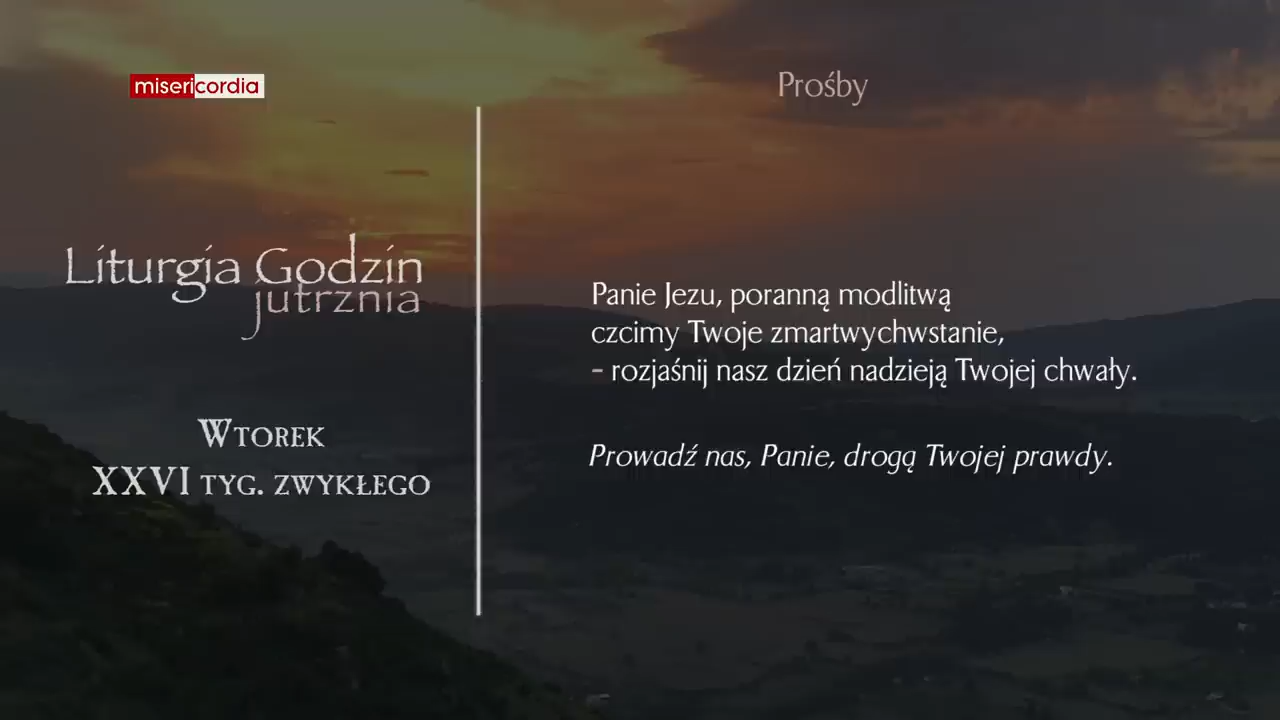 misericordia
Prośby
Liturgia Godzin
jutrznia
Wtorek
XXVI tyg. zwykłego
Panie Jezu, poranną modlitwą
czcimy Twoje zmartwychwstanie,
- rozjaśnij nasz dzień nadzieją Twojej chwały.
Prowadź nas, Panie, drogą Twojej prawdy.